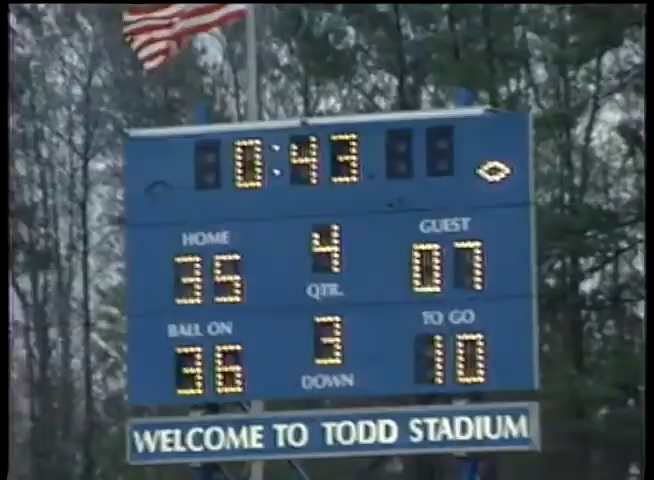 0:43
HOME 4 GUEST
35 QTR. 07
BALL ON 3 TO GO
36 DOWN 10
WELCOME TO TODD STADIUM